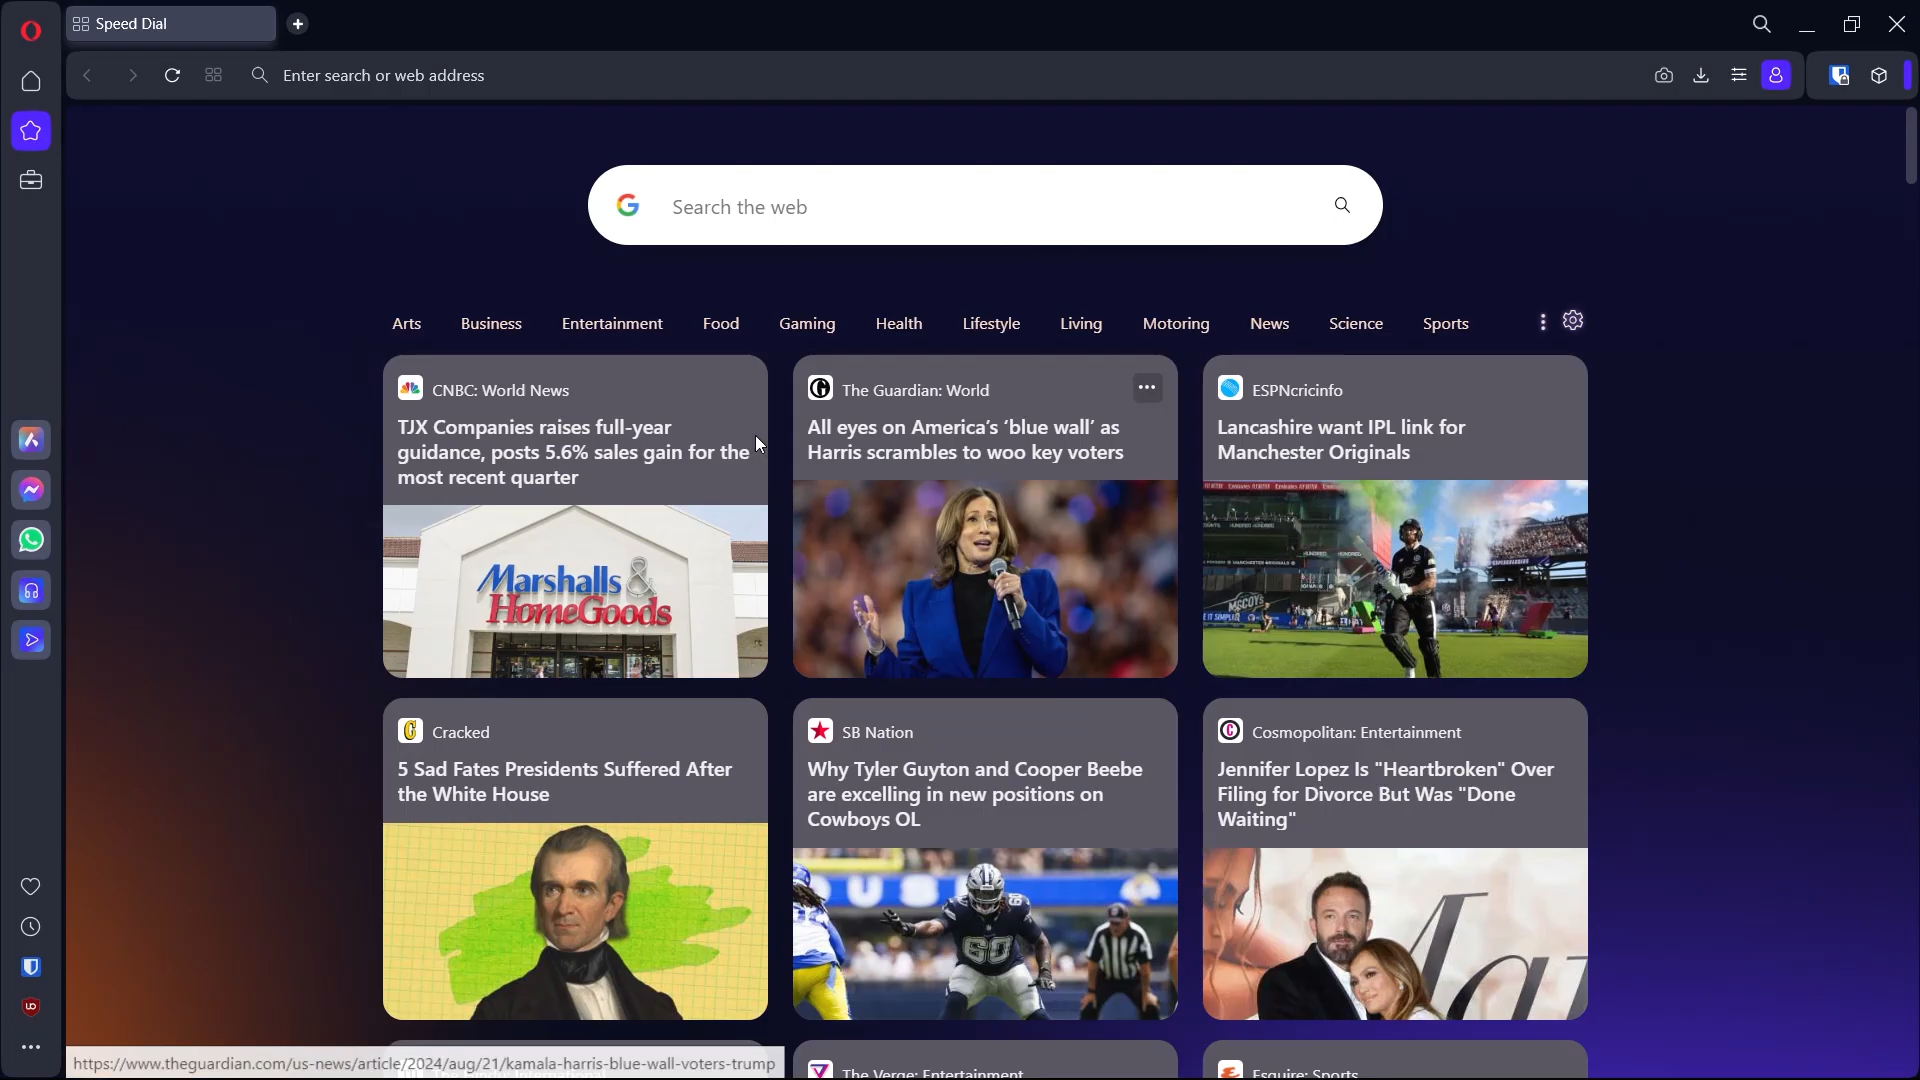 Speed Dial
Enter search or web address
Search the web
Arts Business Entertainment Food Gaming Health Lifestyle Living Motoring News Science Sports
CNBC: World News
TJX Companies raises full-year
guidance, posts 5.6% sales gain for the
most recent quarter
Marshalls &
HomeGoods
The Guardian: World
All eyes on America's ‘blue wall’ as
Harris scrambles to woo key voters
ESPNcricinfo
Lancashire want IPL link for
Manchester Originals
McCOY'S
Cracked
5 Sad Fates Presidents Suffered After
the White House
SB Nation
Why Tyler Guyton and Cooper Beebe
are excelling in new positions on
Cowboys OL
60
Cosmopolitan: Entertainment
Jennifer Lopez Is "Heartbroken" Over
Filing for Divorce But Was "Done
Waiting"
https://www.theguardian.com/us-news/article/2024/aug/21/kamala-harris-blue-wall-voters-trump
The Verge: Entertainment
Esquire: Sports